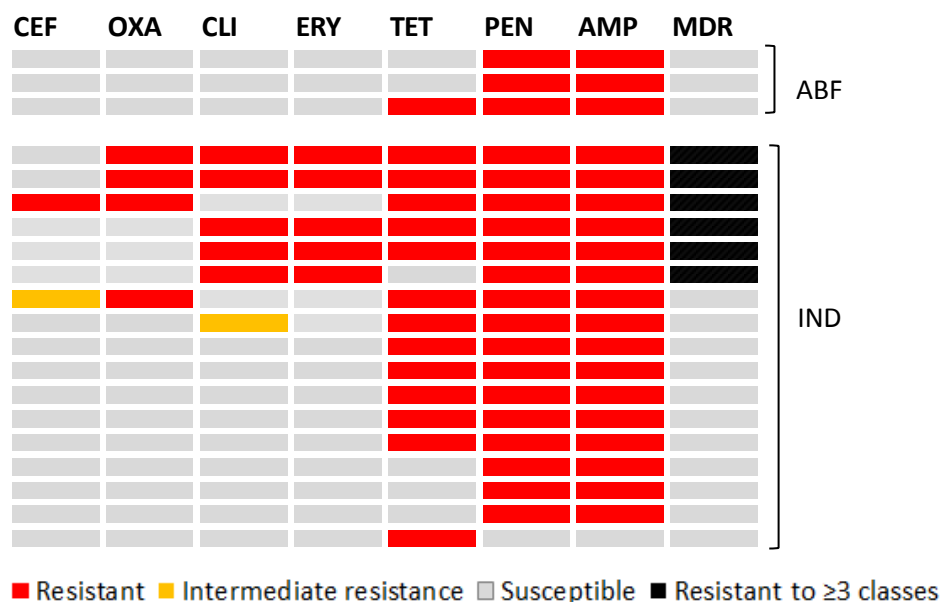 CEF OXA CLI ERY TET PEN AMP MDR
ABF
IND
Resistant Intermediate resistance Susceptible Resistant to ≥3 classes